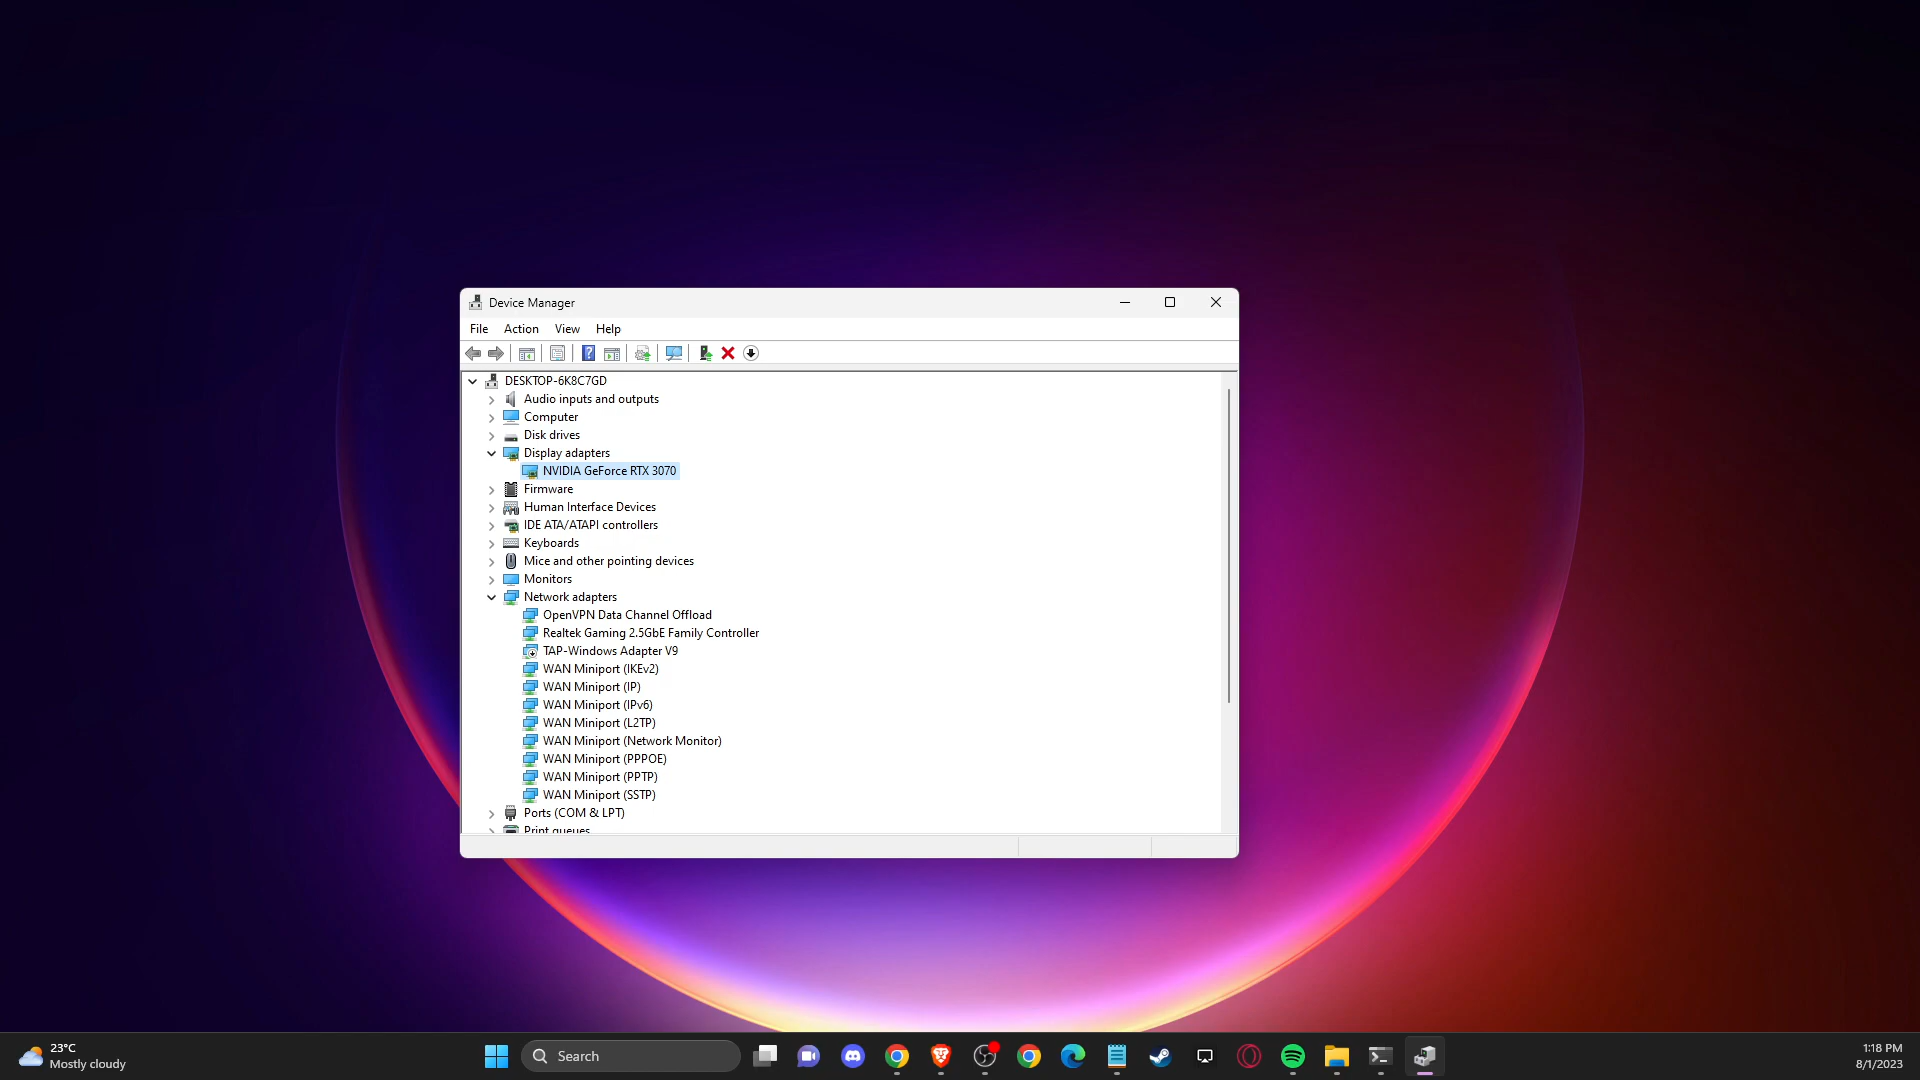 Device Manager
File Action View Help
DESKTOP-6K8C7GD
Audio inputs and outputs
Computer
Disk drives
Display adapters
NVIDIA GeForce RTX 3070
Firmware
Human Interface Devices
IDE ATA/ATAPI controllers
Keyboards
Mice and other pointing devices
Monitors
Network adapters
OpenVPN Data Channel Offload
Realtek Gaming 2.5GbE Family Controller
TAP-Windows Adapter V9
WAN Miniport (IKEv2)
WAN Miniport (IP)
WAN Miniport (IPv6)
WAN Miniport (L2TP)
WAN Miniport (Network Monitor)
WAN Miniport (PPPOE)
WAN Miniport (PPTP)
WAN Miniport (SSTP)
Ports (COM & LPT)
Print queues
23°C
Mostly cloudy
Search
1:18 PM
8/1/2023